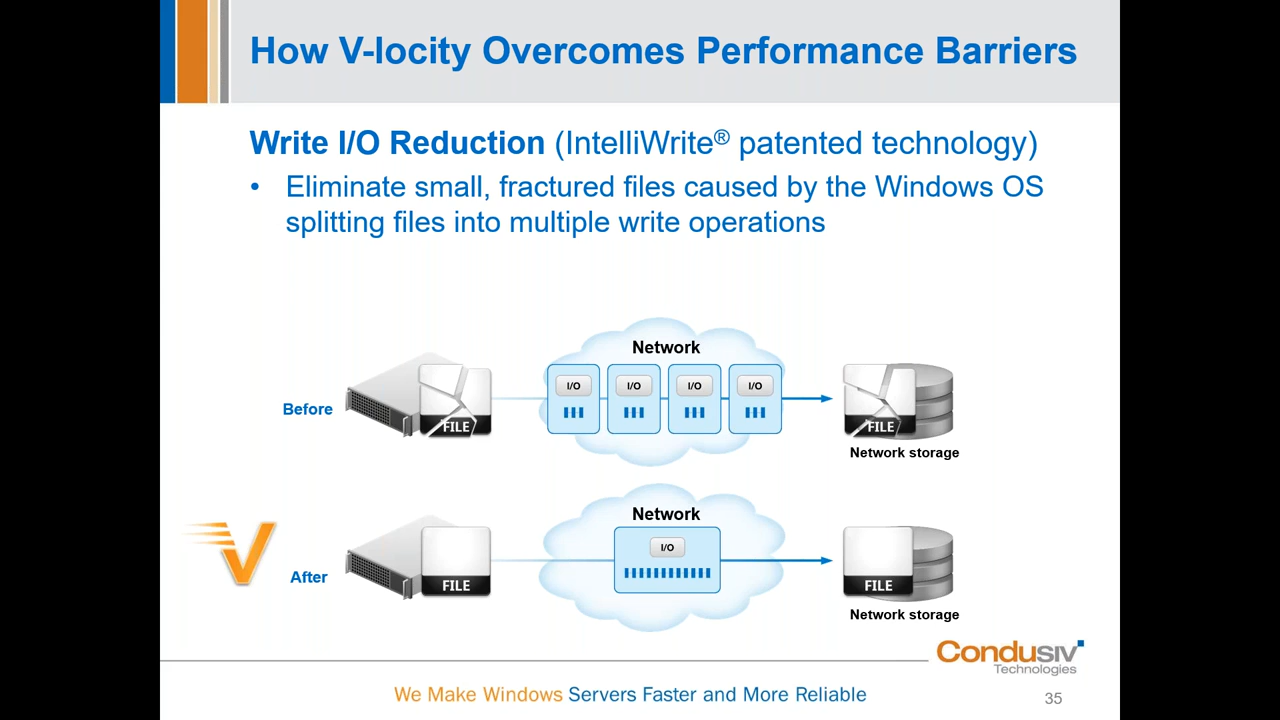 How V-locity Overcomes Performance Barriers
Write I/O Reduction (IntelliWrite® patented technology)
• Eliminate small, fractured files caused by the Windows OS
splitting files into multiple write operations
Network
I/O I/O I/O I/O
Before
FILE
FILE
Network storage
Network
I/O
After
FILE
FILE
Network storage
Condusiv
Technologies
We Make Windows Servers Faster and More Reliable
35